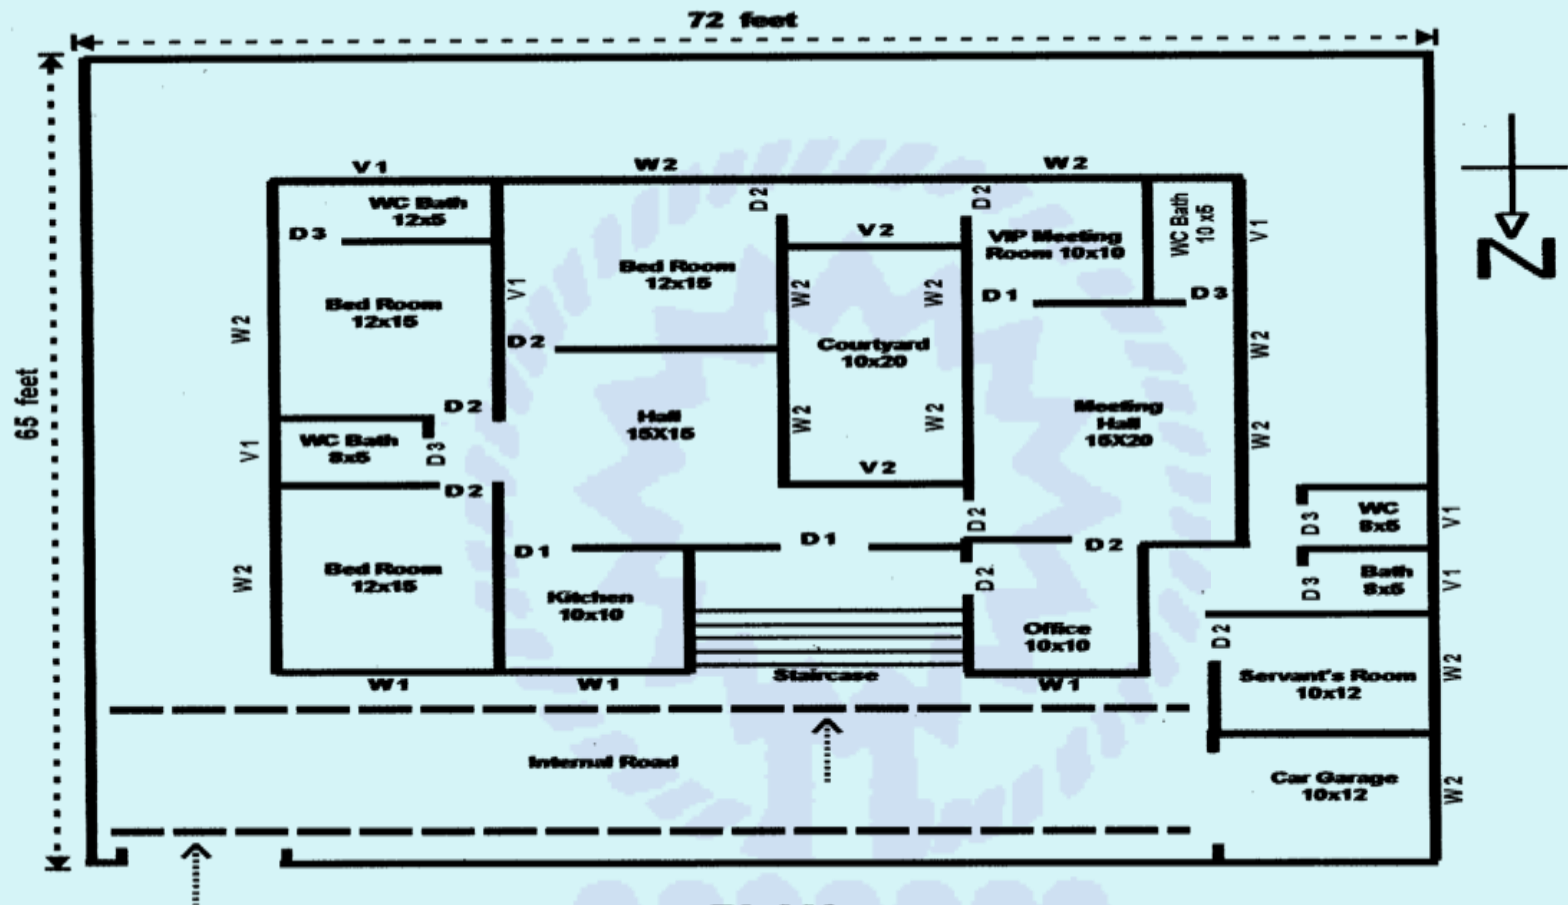 72 feet
65 feet
V1
W2
W2
WC Bath
12x5
D3
D2
D2
V2
VIP Meeting
Room 10x10
WC Bath
10x5
V1
Bed Room
12x15
W2
V1
Bed Room
12x15
W2
W2
D1
D3
N
D2
Courtyard
10x20
W2
D2
Hall
15X15
W2
W2
Meeting
Hall
15X20
W2
V1
WC Bath
8x5
D3
V2
D2
D2
WC
8x5
D3
V1
D1
D1
D2
W2
Bed Room
12x15
Kitchen
10x10
D2
Office
10x10
Bath
8x5
D3
V1
D2
Servant's Room
10x12
W2
Staircase
W1
W1
W1
Internal Road
Car Garage
10x12
W2